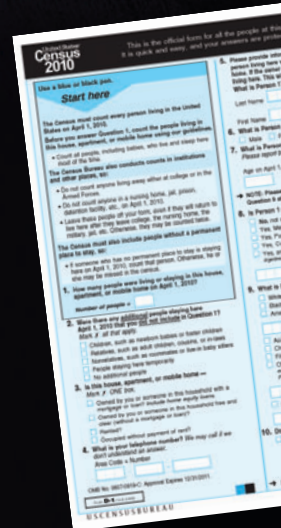 United States
Census
2010
This is the official form for all the people at this
It is quick and easy, and your answers are protec
Use a blue or black pen.
Start here
The Census must count every person living in the United
States on April 1, 2010.
Before you answer Question 1, count the people living in
this house, apartment, or mobile home using our guidelines.
• Count all people, including babies, who live and sleep here
most of the time.
The Census Bureau also conducts counts in institutions
and other places, so:
• Do not count anyone living away either at college or in the
Armed Forces.
• Do not count anyone in a nursing home, jail, prison,
detention facility, etc., on April 1, 2010.
• Leave these people off your form, even if they will return to
live here after they leave college, the nursing home, the
military, jail, etc. Otherwise, they may be counted twice.
The Census must also include people without a permanent
place to stay, so:
• If someone who has no permanent place to stay is staying
here on April 1, 2010, count that person. Otherwise, he or
she may be missed in the census.
1. How many people were living or staying in this house,
apartment, or mobile home on April 1, 2010?
Number of people =
2. Were there any additional people staying here
April 1, 2010 that you did not include in Question 1?
Mark X all that apply.
Children, such as newborn babies or foster children
Relatives, such as adult children, cousins, or in-laws
Nonrelatives, such as roommates or live-in baby sitters
People staying here temporarily
No additional people
3. Is this house, apartment, or mobile home —
Mark X ONE box.
Owned by you or someone in this household with a
mortgage or loan? Include home equity loans.
Owned by you or someone in this household free and
clear (without a mortgage or loan)?
Rented?
Occupied without payment of rent?
4. What is your telephone number? We may call if we
don't understand an answer.
Area Code + Number
OMB No. 0607-0919-C: Approval Expires 12/31/2011.
Form D-1
USCENSUSBUREAU
5. Please provide infor
person living here
home. If the owner
living here. This wi
What is Person 1
Last Name
First Name
6. What is Person
Male
7. What is Person
Please report b
Age on April 1
→ NOTE: Please
Question 9
8. Is Person 1
No, not
Yes, Me
Yes, Pu
Yes, Cu
Yes, an
9. What is
Whit
Blac
Ame
10. Do